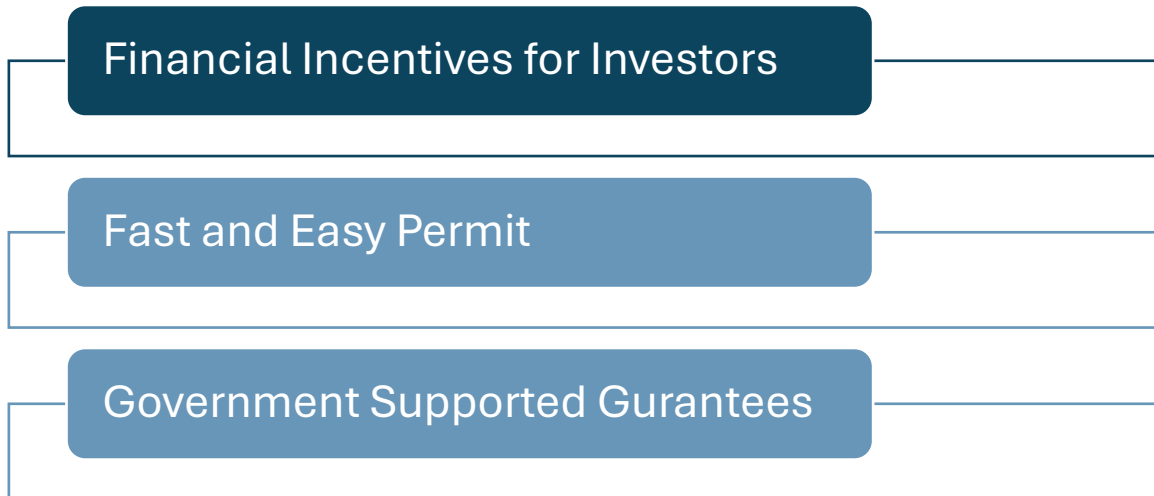 Financial Incentives for Investors
Fast and Easy Permit
Government Supported Gurantees